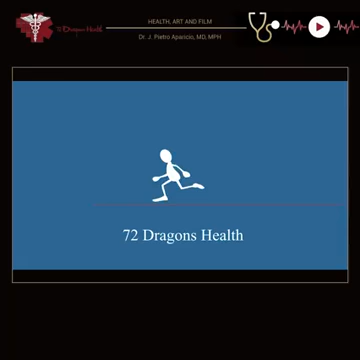 72 Dragons Health
HEALTH, ART AND FILM
Dr. J. Pietro Aparicio, MD, MPH
72 Dragons Health